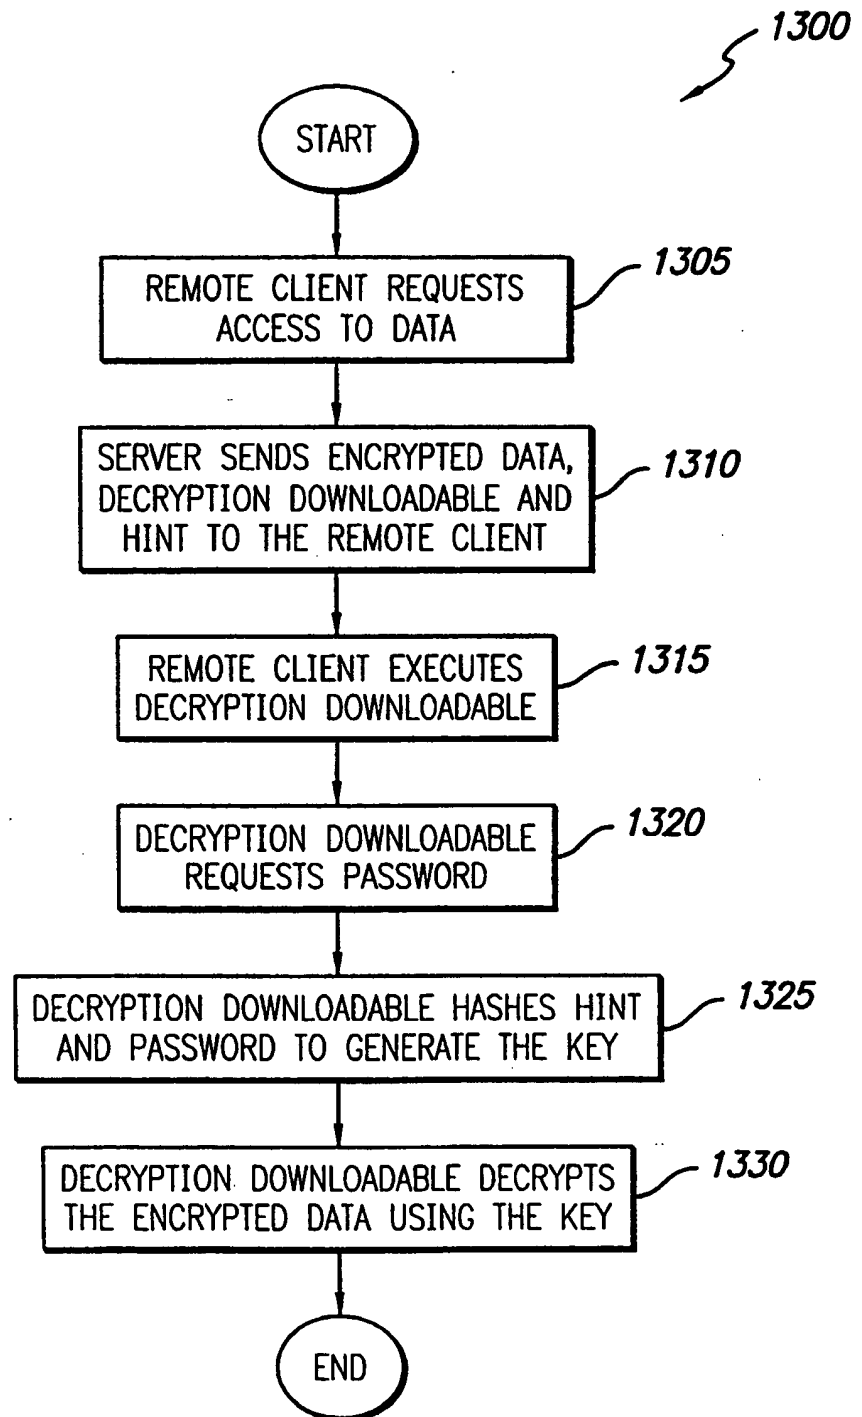 1300
START
REMOTE CLIENT REQUESTS
ACCESS TO DATA
1305
SERVER SENDS ENCRYPTED DATA,
DECRYPTION DOWNLOADABLE AND
HINT TO THE REMOTE CLIENT
1310
REMOTE CLIENT EXECUTES
DECRYPTION DOWNLOADABLE
1315
DECRYPTION DOWNLOADABLE
REQUESTS PASSWORD
1320
DECRYPTION DOWNLOADABLE HASHES HINT
AND PASSWORD TO GENERATE THE KEY
1325
DECRYPTION DOWNLOADABLE DECRYPTS
THE ENCRYPTED DATA USING THE KEY
1330
END